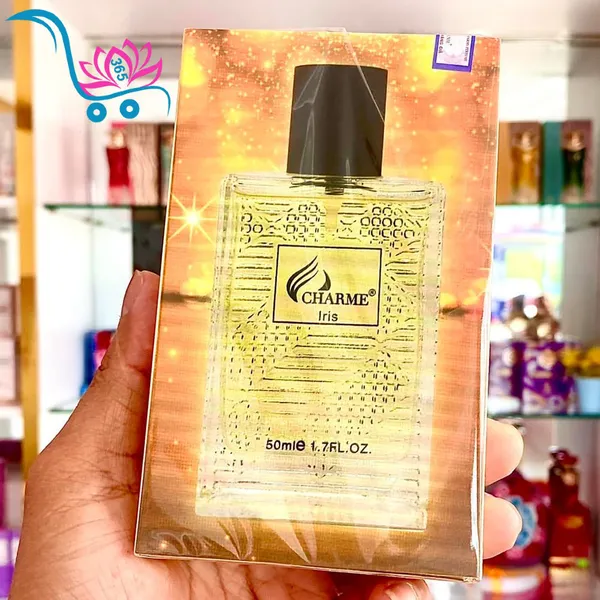 365
CHARME®
Iris
50ml℮ 1.7FL.OZ.